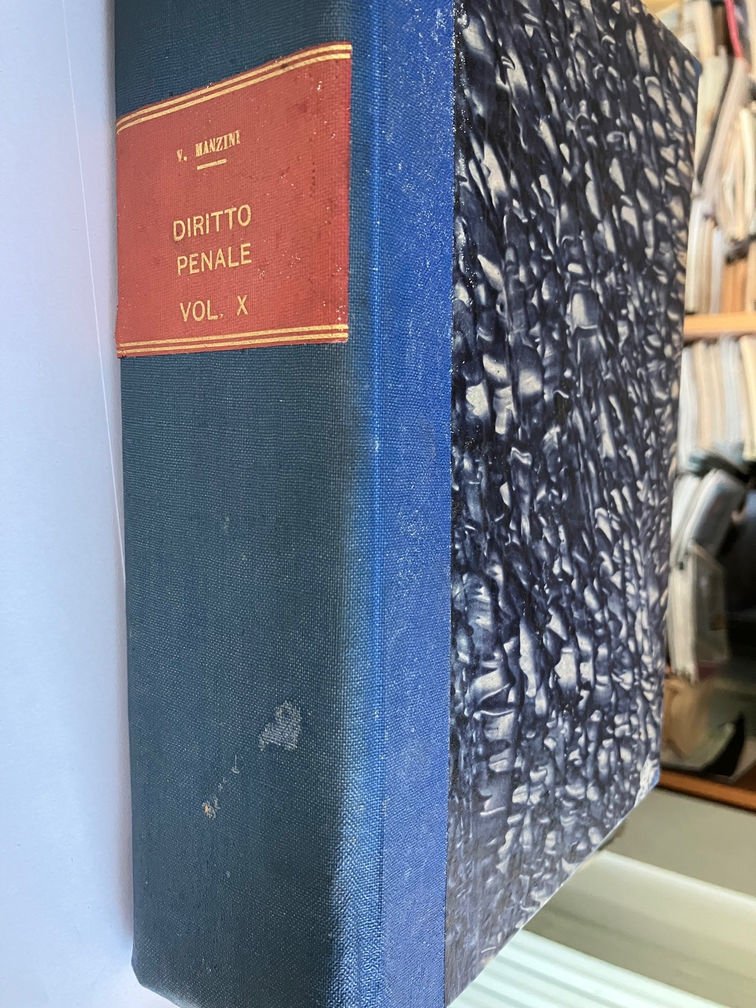 V. MANZINI
DIRITTO
PENALE
VOL. X